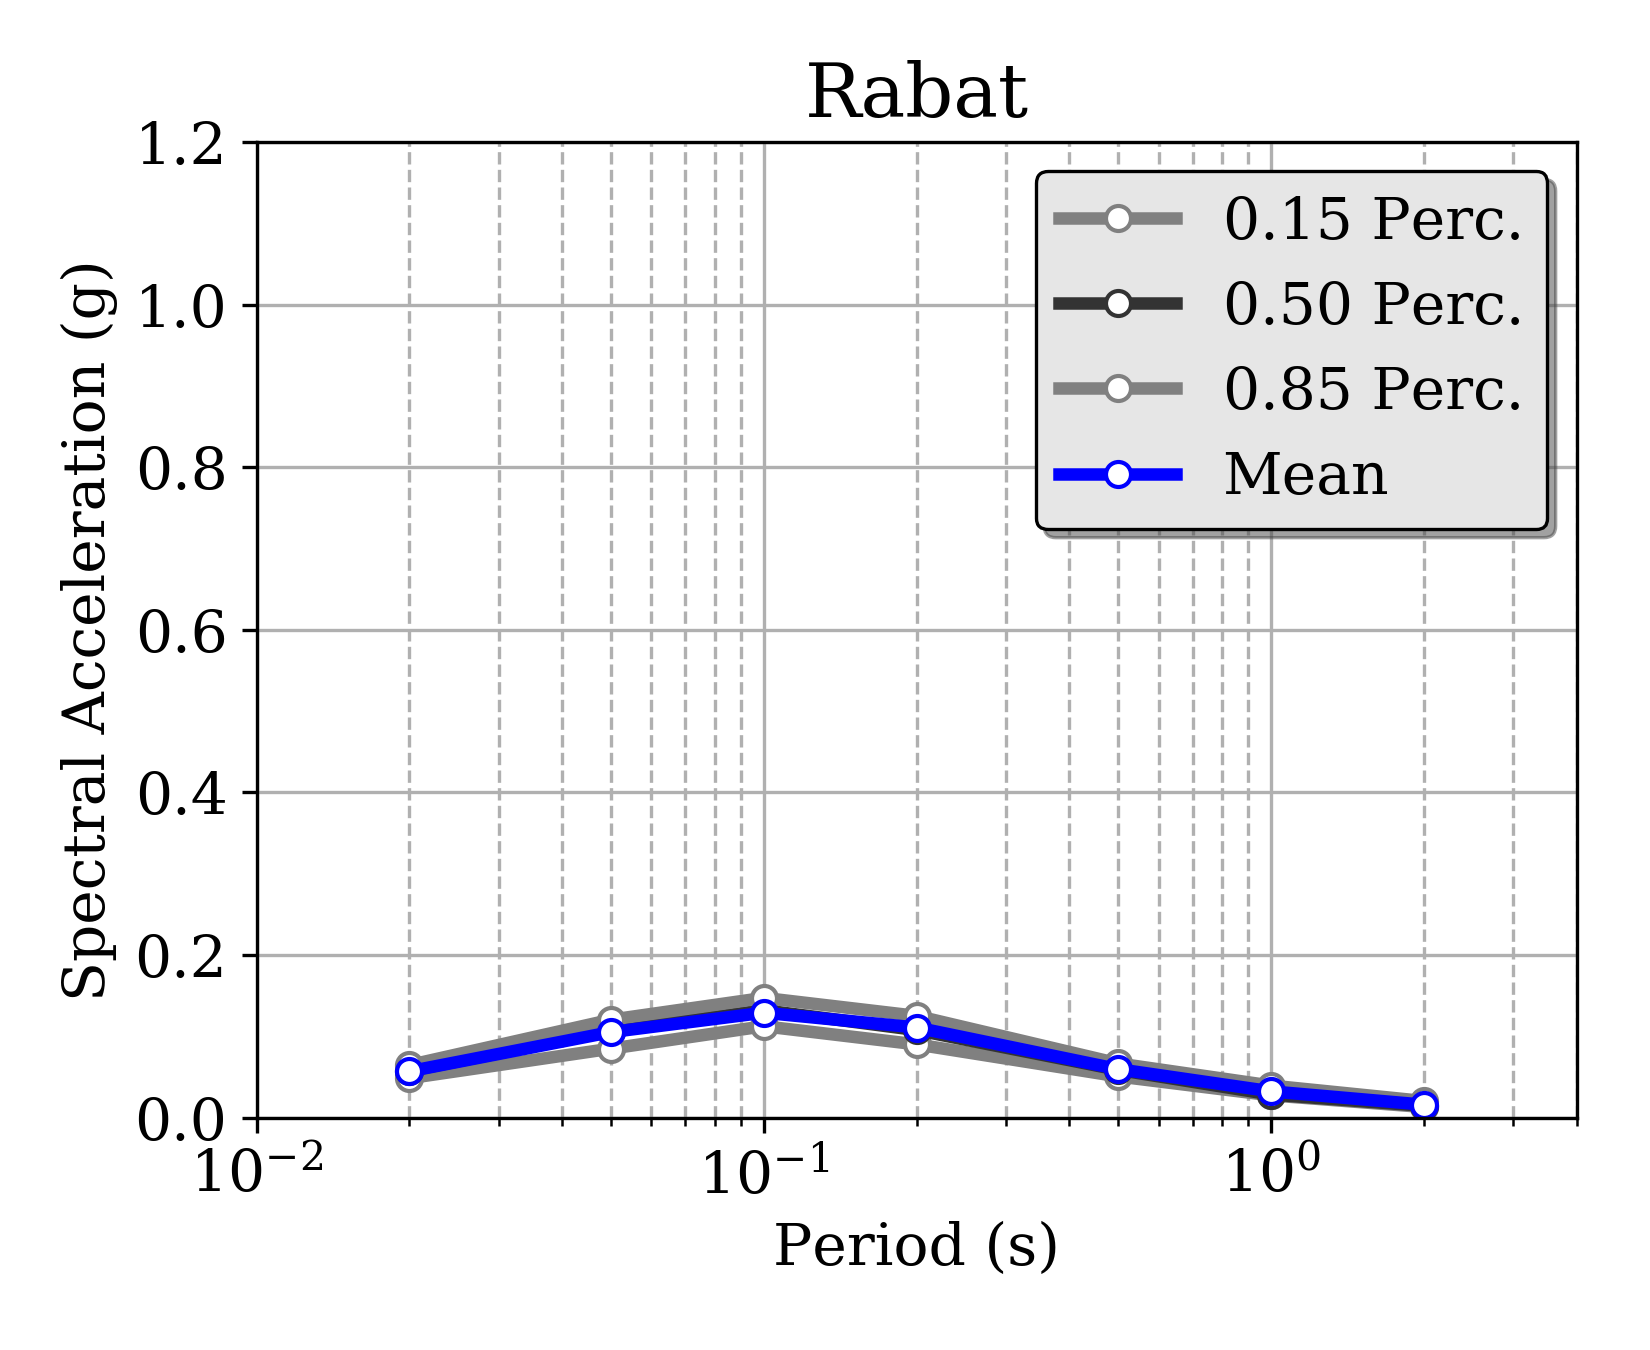 Rabat
1.2
1.0
0.8
0.6
0.4
0.2
0.0
Spectral Acceleration (g)
0.15 Perc.
0.50 Perc.
0.85 Perc.
Mean
10⁻² 10⁻¹ 10⁰
Period (s)